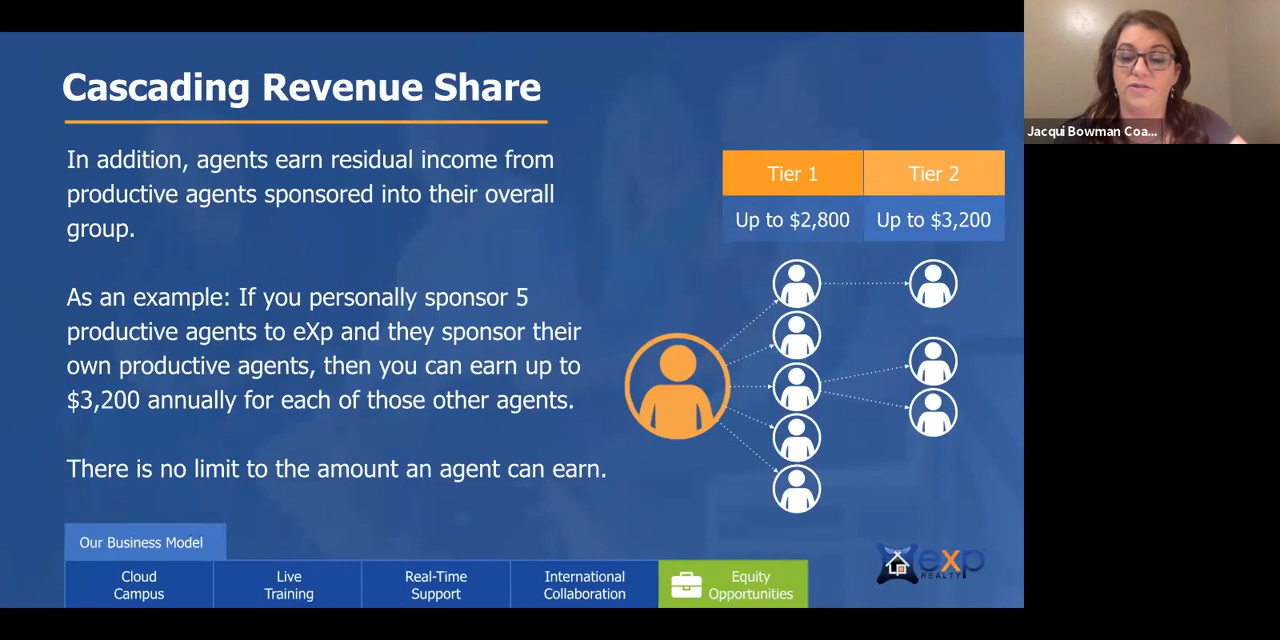 Cascading Revenue Share
In addition, agents earn residual income from
productive agents sponsored into their overall
group.
As an example: If you personally sponsor 5
productive agents to eXp and they sponsor their
own productive agents, then you can earn up to
$3,200 annually for each of those other agents.
There is no limit to the amount an agent can earn.
Tier 1 Tier 2
Up to $2,800 Up to $3,200
Jacqui Bowman Coa...
Our Business Model
Cloud
Campus
Live
Training
Real-Time
Support
International
Collaboration
Equity
Opportunities
eXp
REALTY